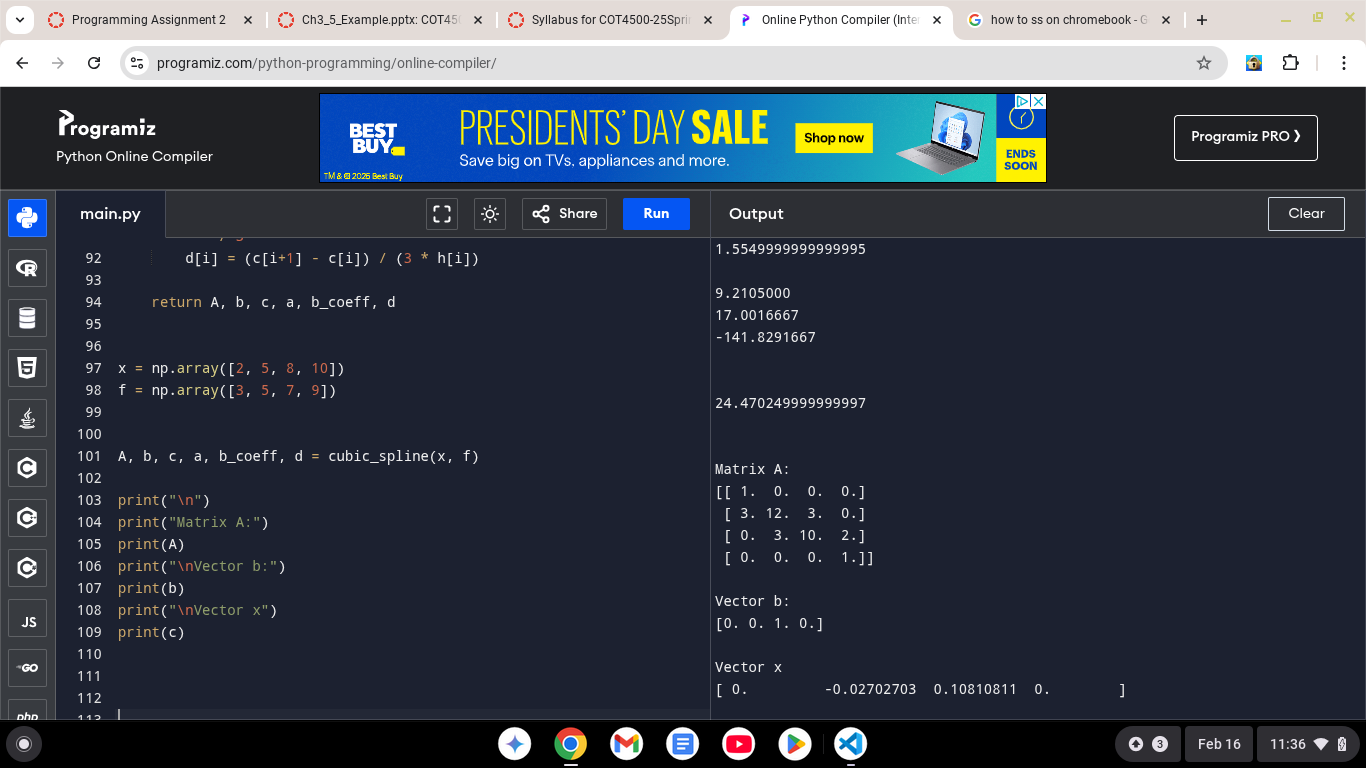 Programming Assignment 2
Ch3_5_Example.pptx: COT45
Syllabus for COT4500-25Spri
Online Python Compiler (Inte
how to ss on chromebook - G
programiz.com/python-programming/online-compiler/
Programiz
Python Online Compiler
BEST BUY
TM & © 2025 Best Buy
PRESIDENTS' DAY SALE
Save big on TVs, appliances and more.
Shop now
ENDS SOON
Programiz PRO ❯
main.py
Share
Run
Output
Clear
92         d[i] = (c[i+1] - c[i]) / (3 * h[i])
93
94     return A, b, c, a, b_coeff, d
95
96
97 x = np.array([2, 5, 8, 10])
98 f = np.array([3, 5, 7, 9])
99
100
101 A, b, c, a, b_coeff, d = cubic_spline(x, f)
102
103 print("\n")
104 print("Matrix A:")
105 print(A)
106 print("\nVector b:")
107 print(b)
108 print("\nVector x")
109 print(c)
110
111
112
113
1.5549999999999995
9.2105000
17.0016667
-141.8291667
24.470249999999997
Matrix A:
[[ 1.  0.  0.  0.]
 [ 3. 12.  3.  0.]
 [ 0.  3. 10.  2.]
 [ 0.  0.  0.  1.]]
Vector b:
[0. 0. 1. 0.]
Vector x
[ 0.         -0.02702703  0.10810811  0.        ]
JS
GO
php
3
Feb 16
11:36